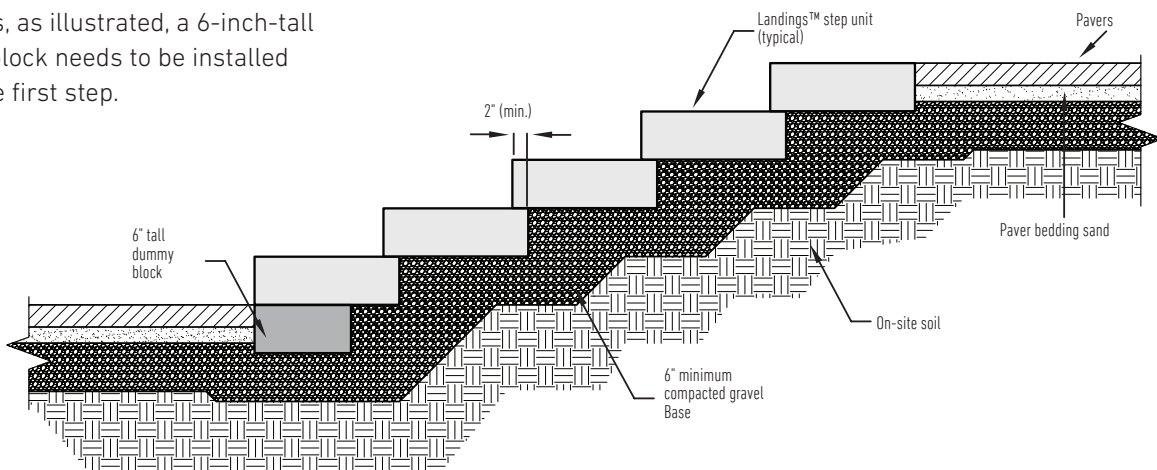 s, as illustrated, a 6-inch-tall
lock needs to be installed
e first step.
Landings™ step unit
(typical)
Pavers
2" (min.)
6" tall
dummy
block
Paver bedding sand
On-site soil
6" minimum
compacted gravel
Base